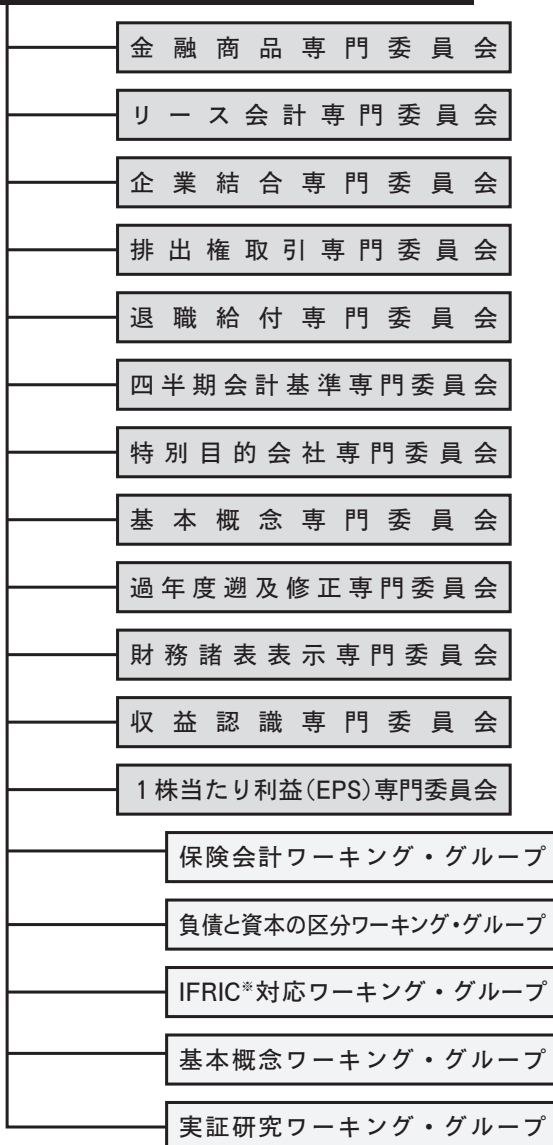 金融商品専門委員会
リース会計専門委員会
企業結合専門委員会
排出権取引専門委員会
退職給付専門委員会
四半期会計基準専門委員会
特別目的会社専門委員会
基本概念専門委員会
過年度遡及修正専門委員会
財務諸表表示専門委員会
収益認識専門委員会
1株当たり利益(EPS)専門委員会
保険会計ワーキング・グループ
負債と資本の区分ワーキング・グループ
IFRIC※対応ワーキング・グループ
基本概念ワーキング・グループ
実証研究ワーキング・グループ